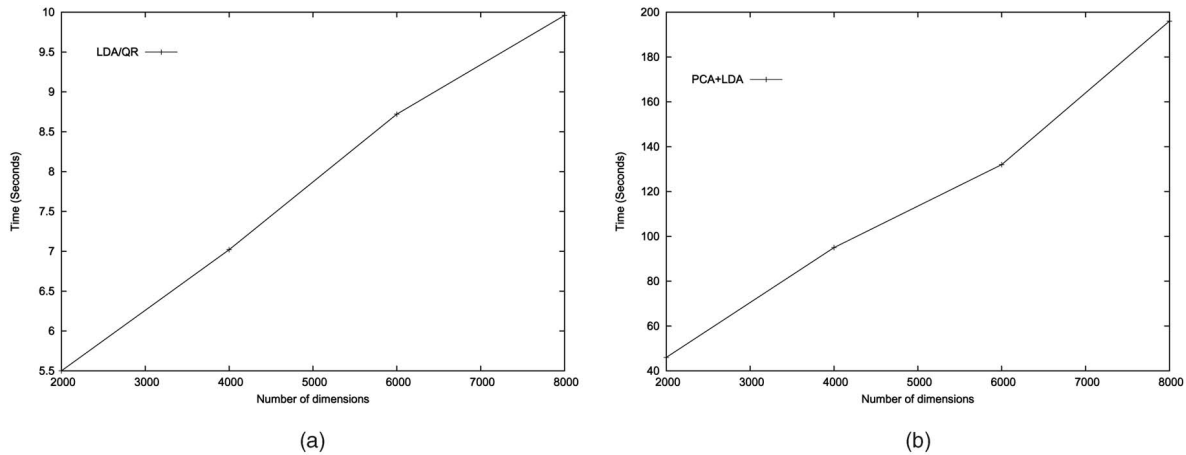 10
9.5
9
8.5
8
7.5
7
6.5
6
5.5
Time (Seconds)
LDA/QR
2000 3000 4000 5000 6000 7000 8000
Number of dimensions
(a)
200
180
160
140
120
100
80
60
40
Time (Seconds)
PCA+LDA
2000 3000 4000 5000 6000 7000 8000
Number of dimensions
(b)